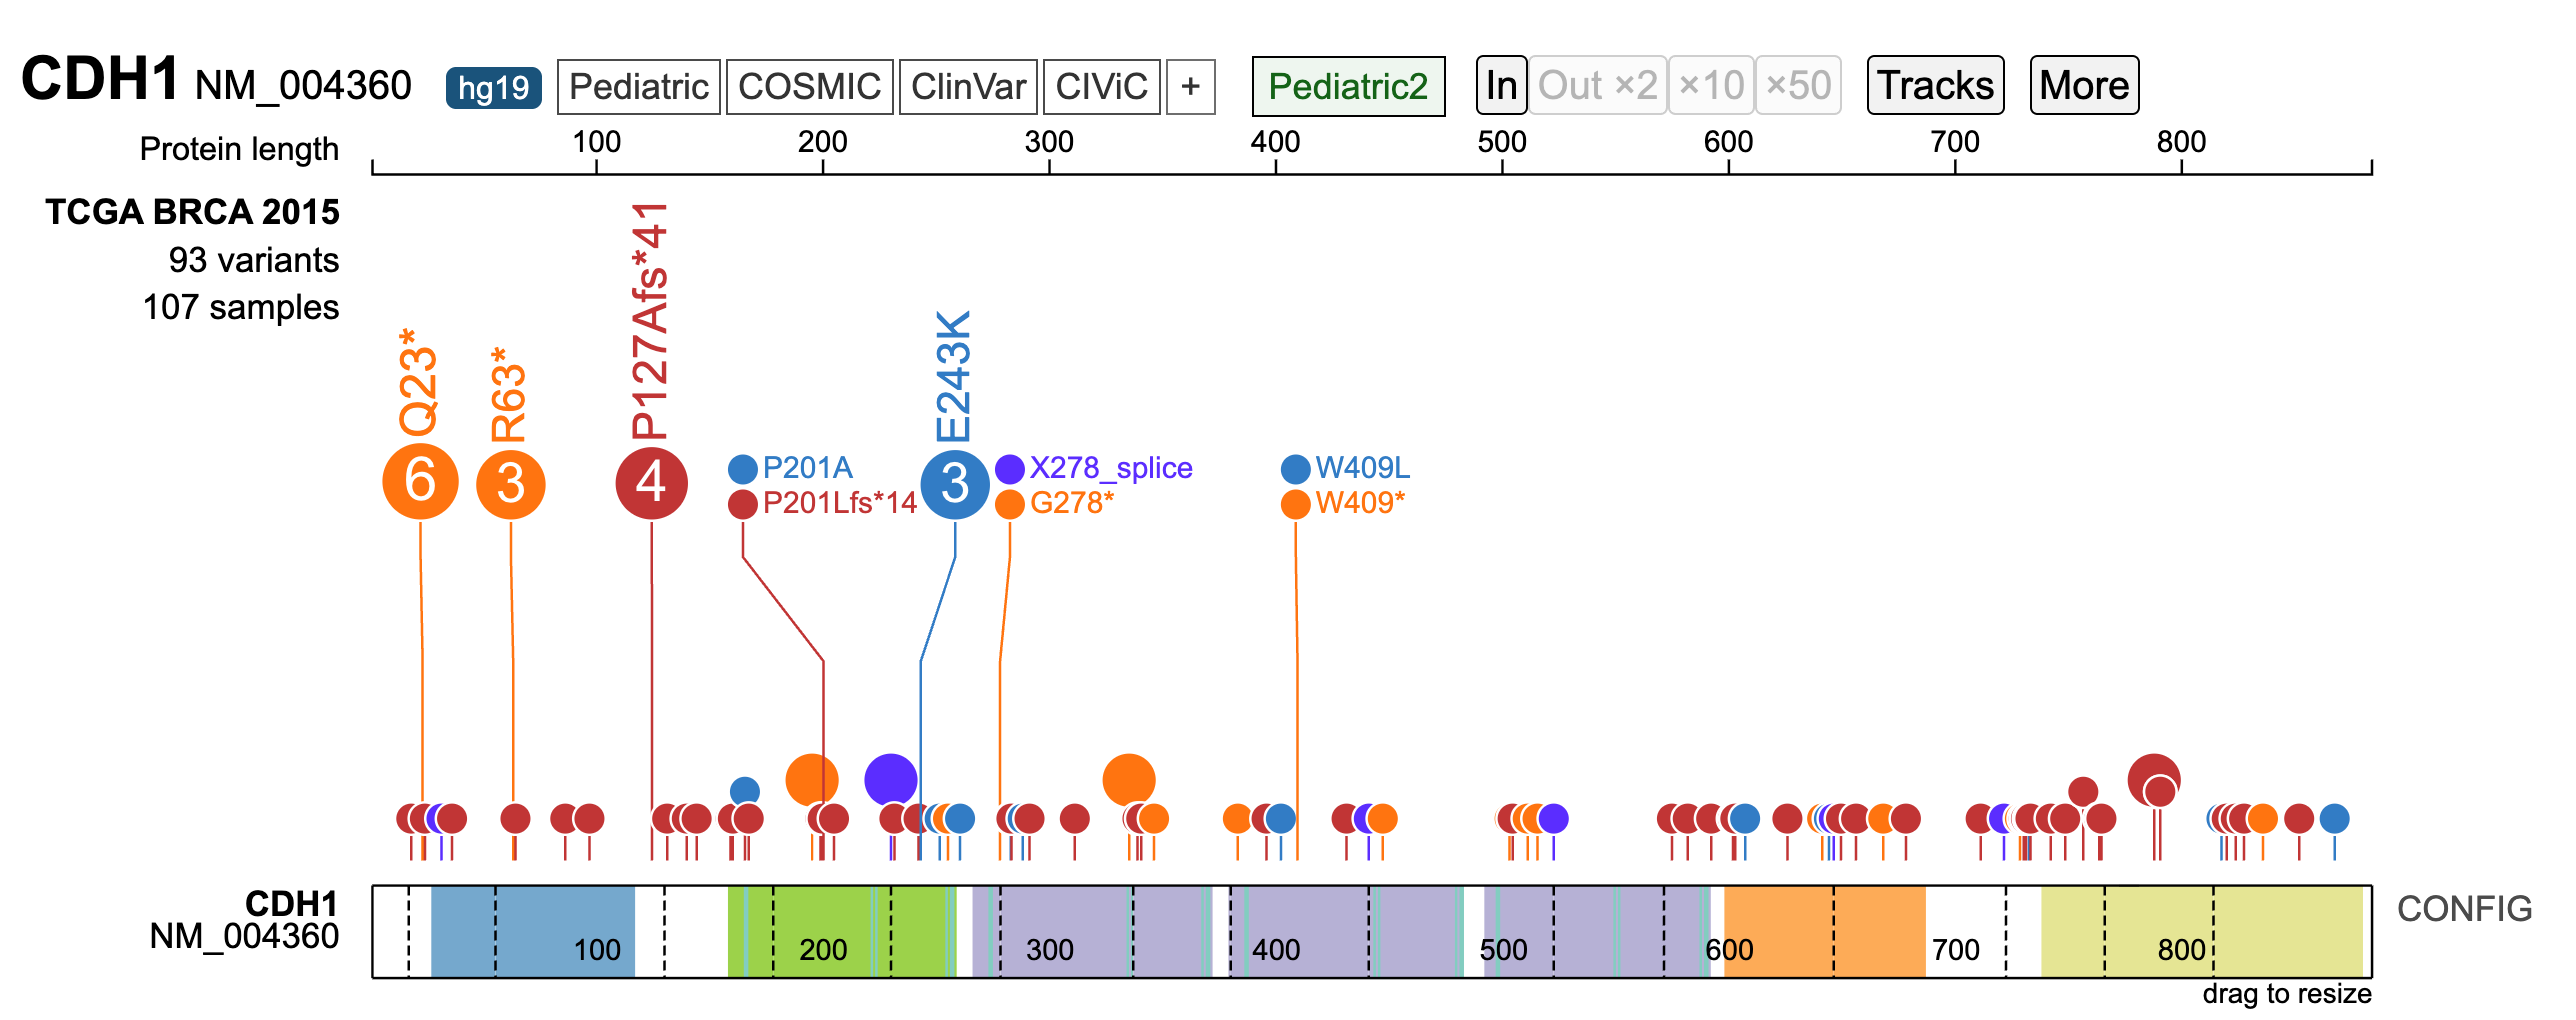 CDH1 NM_004360 hg19 Pediatric COSMIC ClinVar CIViC + Pediatric2 In Out ×2 ×10 ×50 Tracks More
Protein length 100 200 300 400 500 600 700 800
TCGA BRCA 2015
93 variants
107 samples
Q23*
R63*
P127Afs*41
E243K
6
3
4
3
P201A
P201Lfs*14
X278_splice
G278*
W409L
W409*
CDH1
NM_004360
100 200 300 400 500 600 700 800
CONFIG
drag to resize